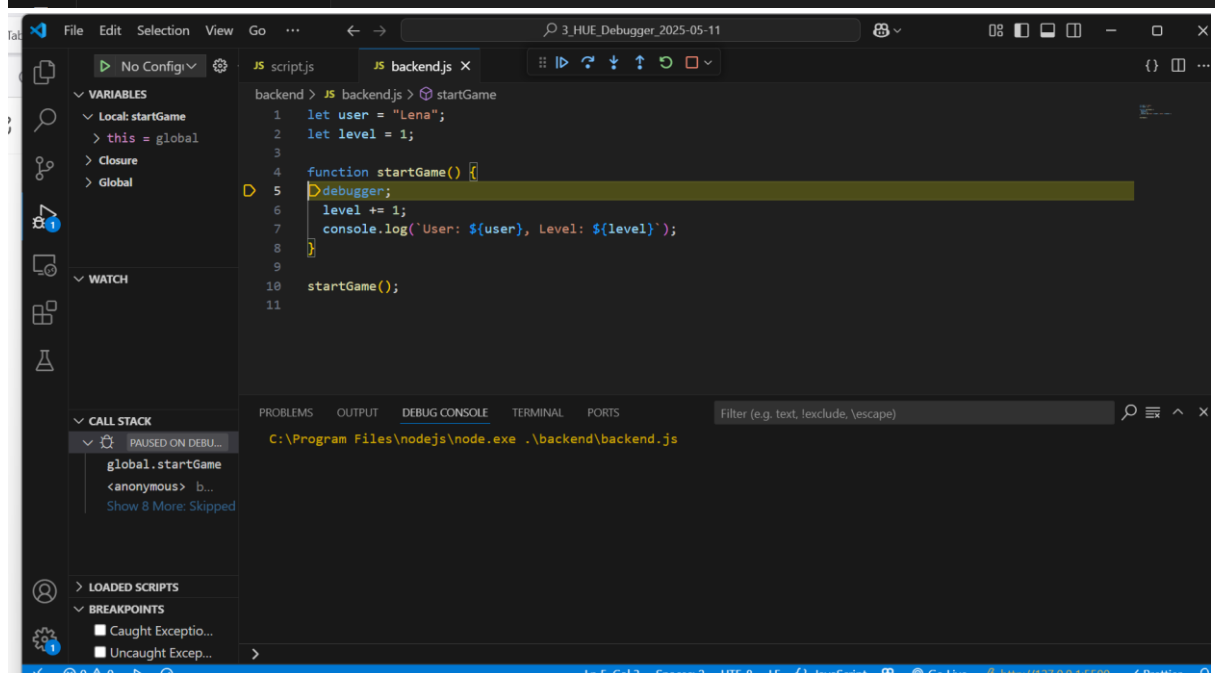 File Edit Selection View Go ··· 3_HUE_Debugger_2025-05-11
No Config
JS script.js JS backend.js
VARIABLES
Local: startGame
this = global
Closure
Global
WATCH
CALL STACK
PAUSED ON DEBU...
global.startGame
<anonymous> b...
Show 8 More: Skipped
LOADED SCRIPTS
BREAKPOINTS
Caught Exceptio...
Uncaught Excep...
1
1
backend > JS backend.js > startGame
1 let user = "Lena";
2 let level = 1;
3
4 function startGame() {
5 debugger;
6 level += 1;
7 console.log(`User: ${user}, Level: ${level}`);
8 }
9
10 startGame();
11
PROBLEMS OUTPUT DEBUG CONSOLE TERMINAL PORTS Filter (e.g. text, !exclude, \escape)
C:\Program Files\nodejs\node.exe .\backend\backend.js
>